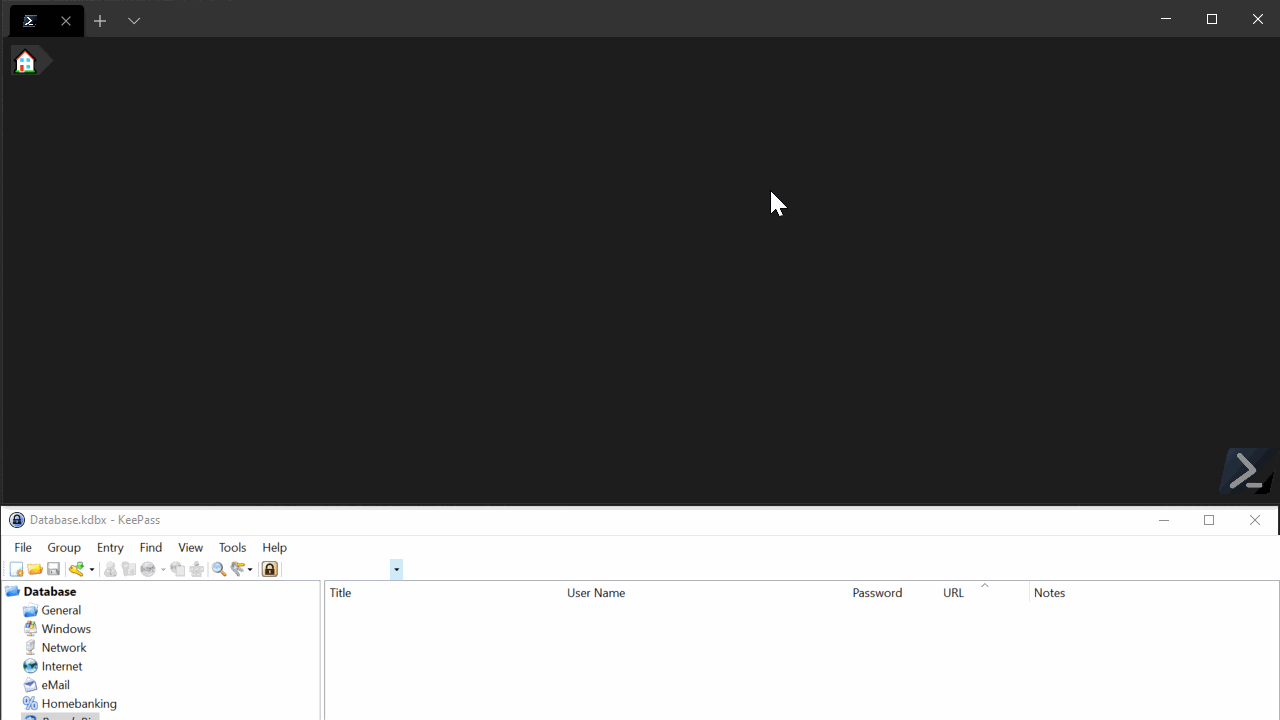 Database.kdbx - KeePass
File Group Entry Find View Tools Help
Database
General
Windows
Network
Internet
eMail
Homebanking
Title User Name Password URL Notes